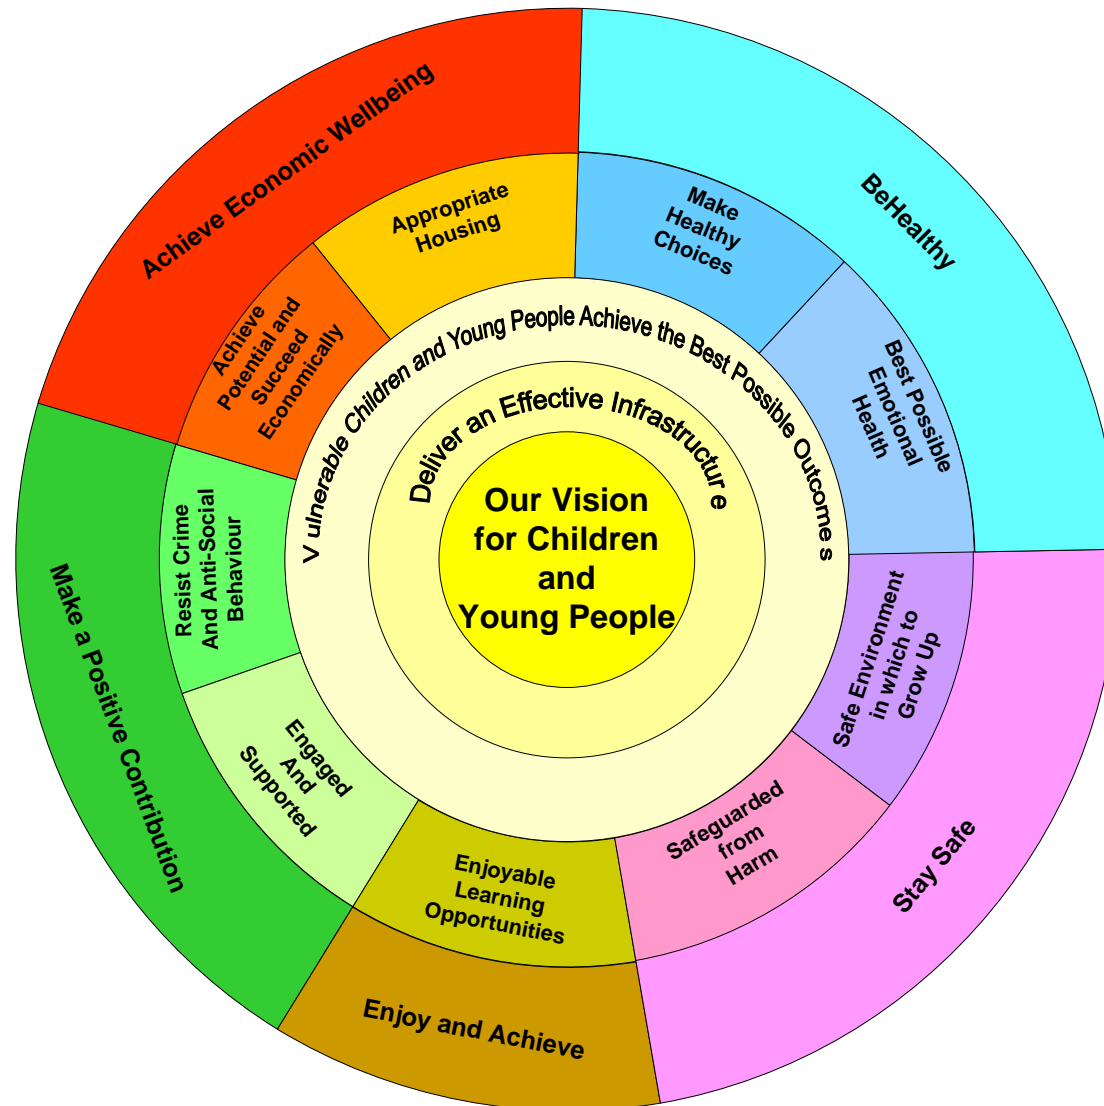 Achieve Economic Wellbeing
BeHealthy
Appropriate
Housing
Make
Healthy
Choices
Achieve
Potential and
Succeed
Economically
Best Possible
Emotional
Health
Vulnerable Children and Young People Achieve the Best Possible Outcomes
Deliver an Effective Infrastructure
Our Vision
for Children
and
Young People
Resist Crime
And Anti-Social
Behaviour
Safe Environment
in which to
Grow Up
Make a Positive Contribution
Engaged
And
Supported
Safeguarded
from
Harm
Stay Safe
Enjoyable
Learning
Opportunities
Enjoy and Achieve